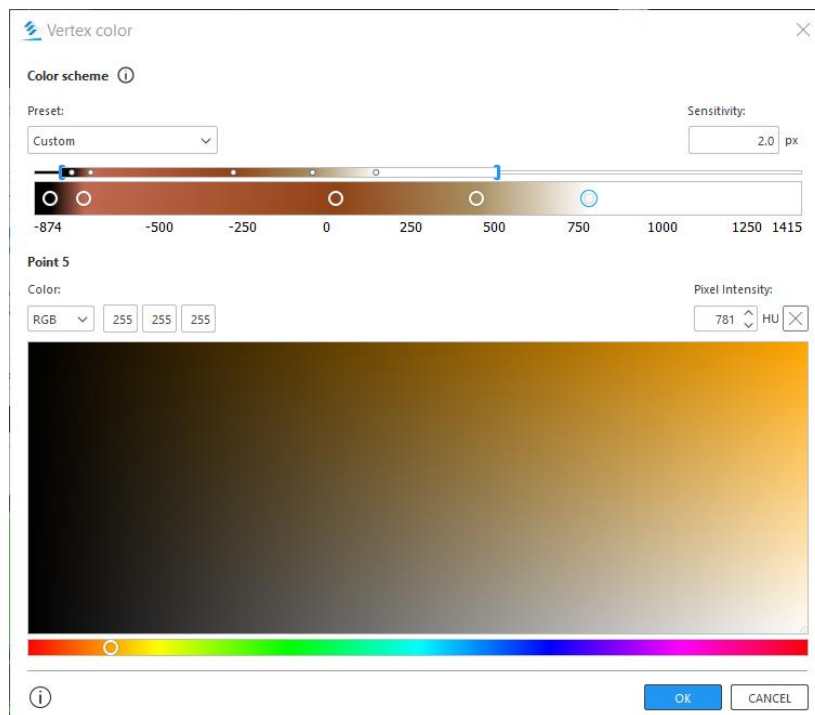 Vertex color
Color scheme
Preset: Sensitivity:
Custom 2.0 px
-874 -500 -250 0 250 500 750 1000 1250 1415
Point 5
Color: Pixel Intensity:
RGB 255 255 255 781 HU
OK CANCEL